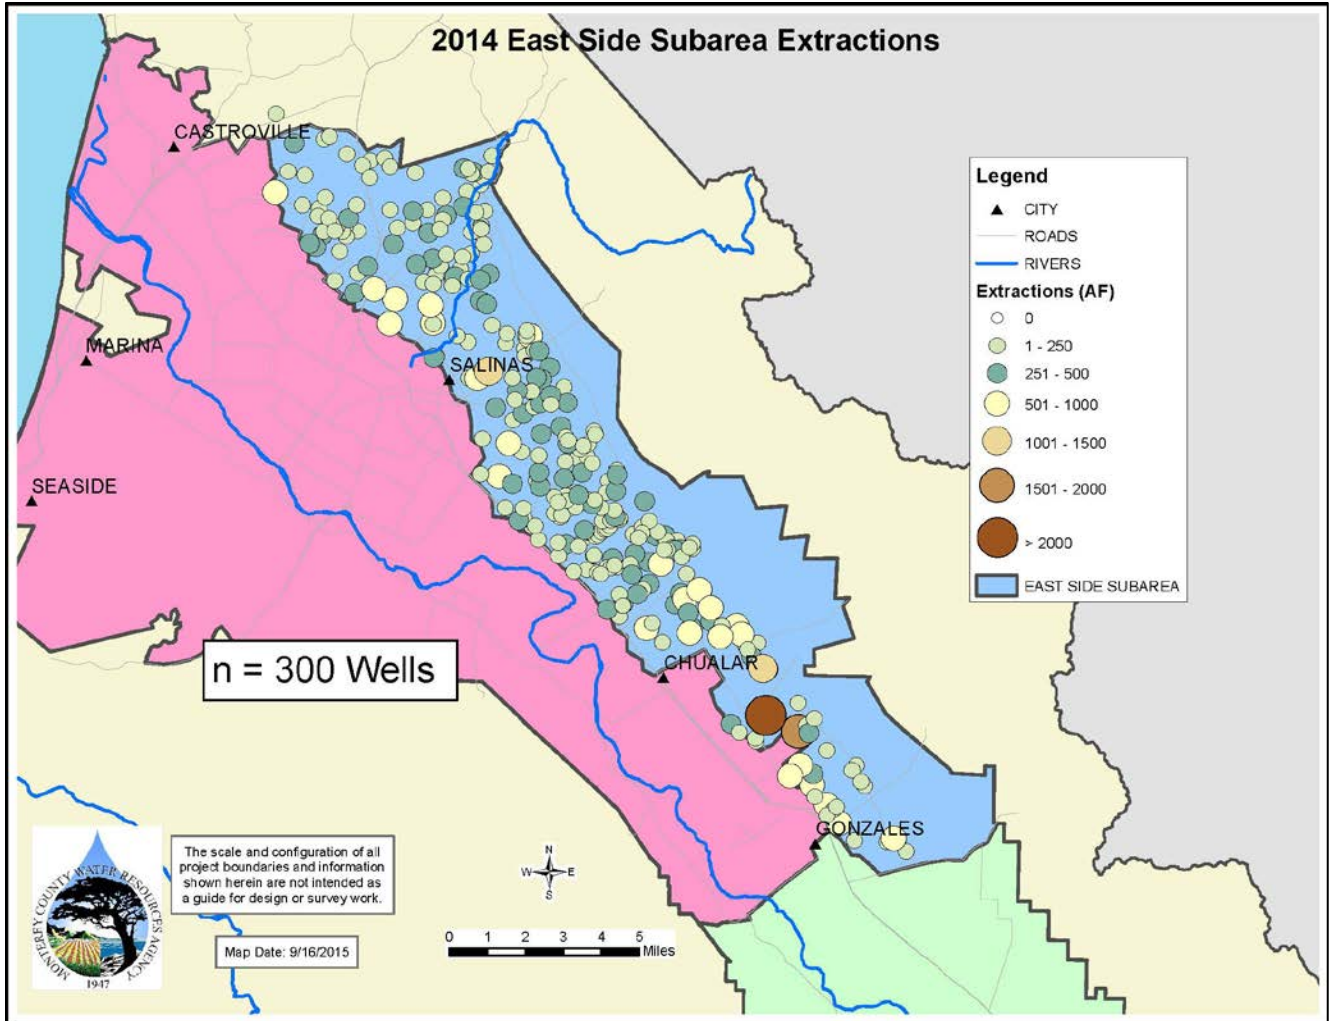 2014 East Side Subarea Extractions
CASTROVILLE
MARINA
SALINAS
SEASIDE
CHUALAR
GONZALES
n = 300 Wells
Legend
CITY
ROADS
RIVERS
Extractions (AF)
0
1 - 250
251 - 500
501 - 1000
1001 - 1500
1501 - 2000
> 2000
EAST SIDE SUBAREA
MONTEREY COUNTY WATER RESOURCES AGENCY
1947
The scale and configuration of all
project boundaries and information
shown herein are not intended as
a guide for design or survey work.
Map Date: 9/16/2015
N
W E
S
0 1 2 3 4 5
Miles